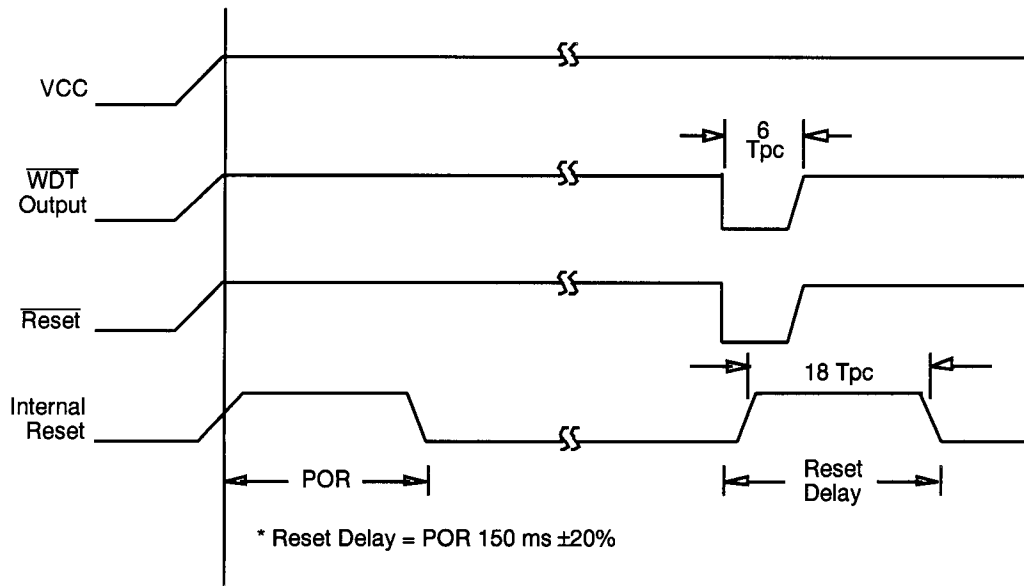 VCC
6
Tpc
WDT
Output
Reset
18 Tpc
Internal
Reset
POR
Reset
Delay
* Reset Delay = POR 150 ms ±20%